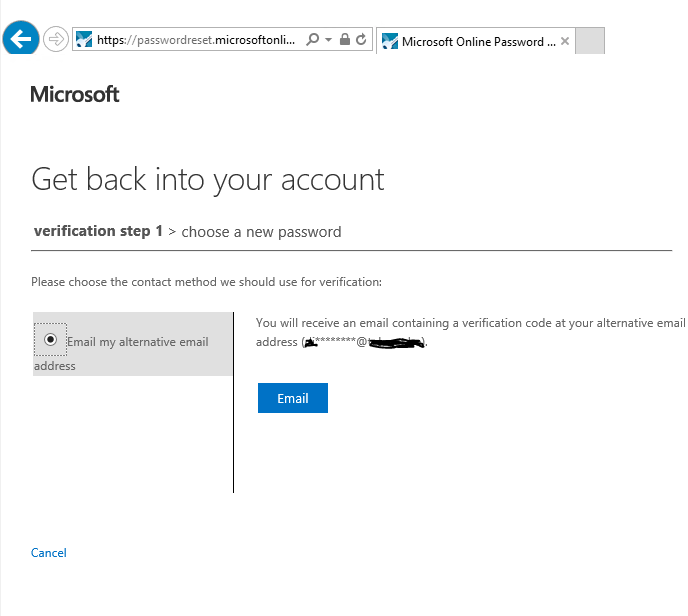 https://passwordreset.microsoftonli...
Microsoft Online Password ...
Microsoft
Get back into your account
verification step 1 > choose a new password
Please choose the contact method we should use for verification:
Email my alternative email
address
You will receive an email containing a verification code at your alternative email
address (********@
Email
Cancel